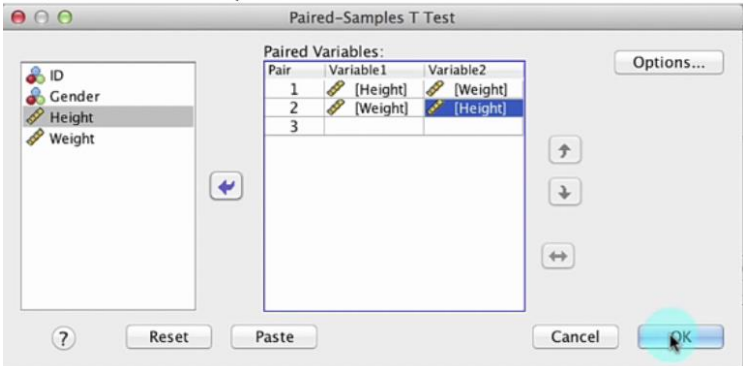 Paired-Samples T Test
Paired Variables:
Options...
ID
Gender
Height
Weight
Pair Variable1 Variable2
1 [Height] [Weight]
2 [Weight] [Height]
3
? Reset Paste Cancel OK